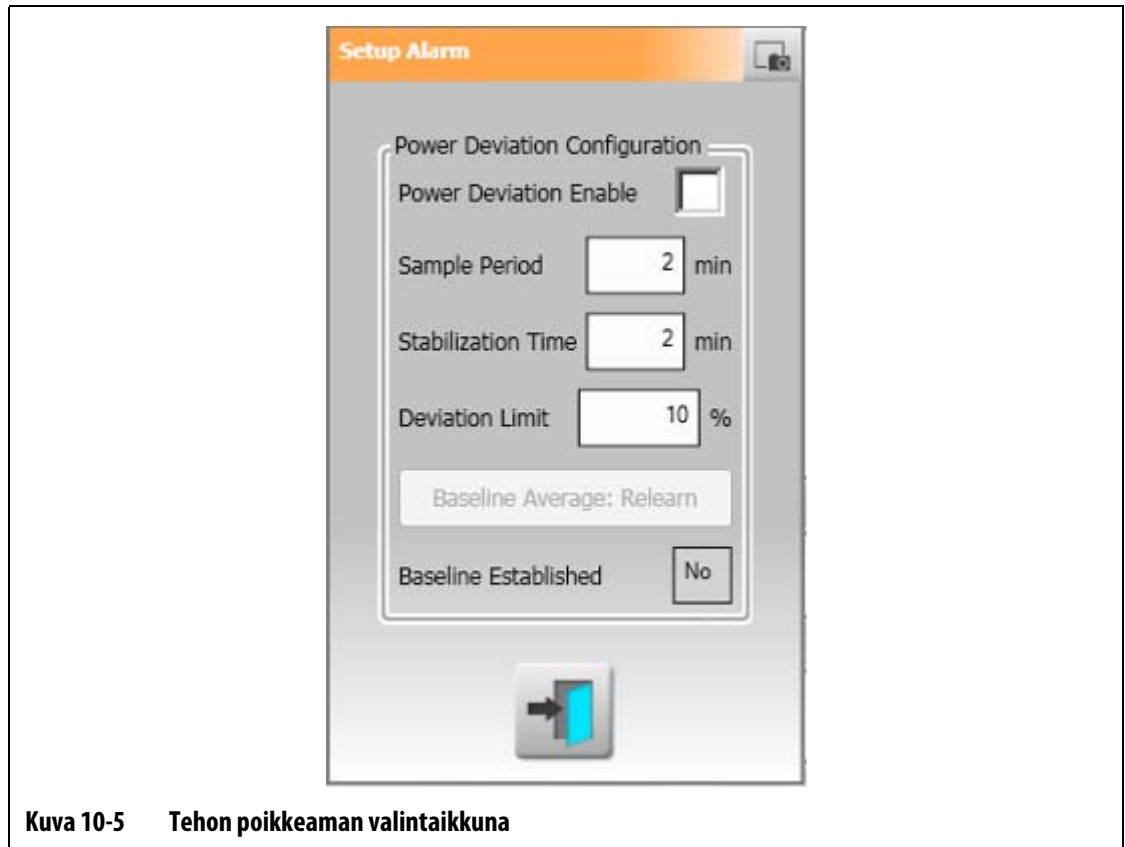 Setup Alarm
Power Deviation Configuration
Power Deviation Enable
Sample Period 2 min
Stabilization Time 2 min
Deviation Limit 10 %
Baseline Average: Relearn
Baseline Established No
Kuva 10-5 Tehon poikkeaman valintaikkuna